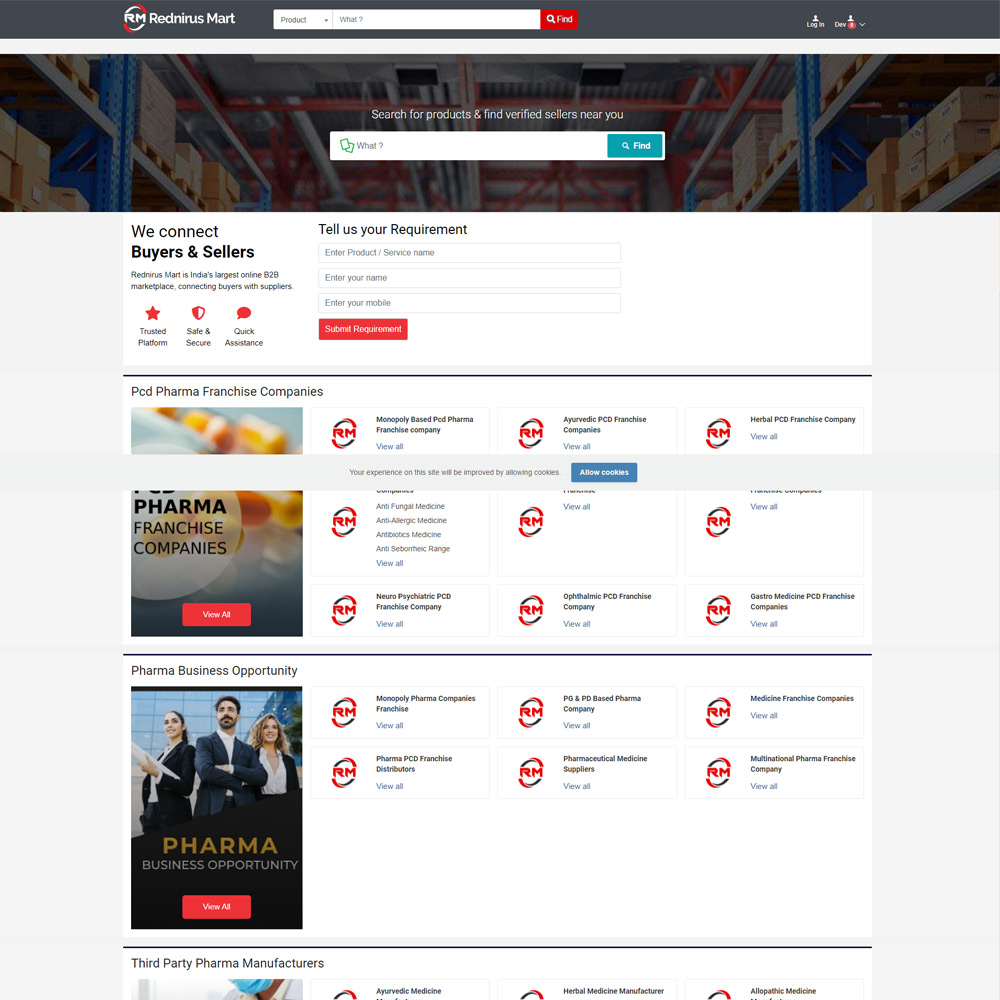 RM Rednirus Mart
Product
What ?
Find
Log In
Dev 0
Search for products & find verified sellers near you
What ?
Find
We connect
Buyers & Sellers
Rednirus Mart is India's largest online B2B
marketplace, connecting buyers with suppliers.
Trusted
Platform
Safe &
Secure
Quick
Assistance
Tell us your Requirement
Enter Product / Service name
Enter your name
Enter your mobile
Submit Requirement
Pcd Pharma Franchise Companies
PCD
PHARMA
FRANCHISE
COMPANIES
View All
RM
Monopoly Based Pcd Pharma
Franchise company
View all
RM
Ayurvedic PCD Franchise
Companies
View all
RM
Herbal PCD Franchise Company
View all
Your experience on this site will be improved by allowing cookies.
Allow cookies
RM
Companies
Anti Fungal Medicine
Anti-Allergic Medicine
Antibiotics Medicine
Anti Seborrheic Range
View all
RM
Franchise
View all
RM
Franchise Companies
View all
RM
Neuro Psychiatric PCD
Franchise Company
View all
RM
Ophthalmic PCD Franchise
Company
View all
RM
Gastro Medicine PCD Franchise
Companies
View all
Pharma Business Opportunity
PHARMA
BUSINESS OPPORTUNITY
View All
RM
Monopoly Pharma Companies
Franchise
View all
RM
PG & PD Based Pharma
Company
View all
RM
Medicine Franchise Companies
View all
RM
Pharma PCD Franchise
Distributors
View all
RM
Pharmaceutical Medicine
Suppliers
View all
RM
Multinational Pharma Franchise
Company
View all
Third Party Pharma Manufacturers
Ayurvedic Medicine
Herbal Medicine Manufacturer
Allopathic Medicine